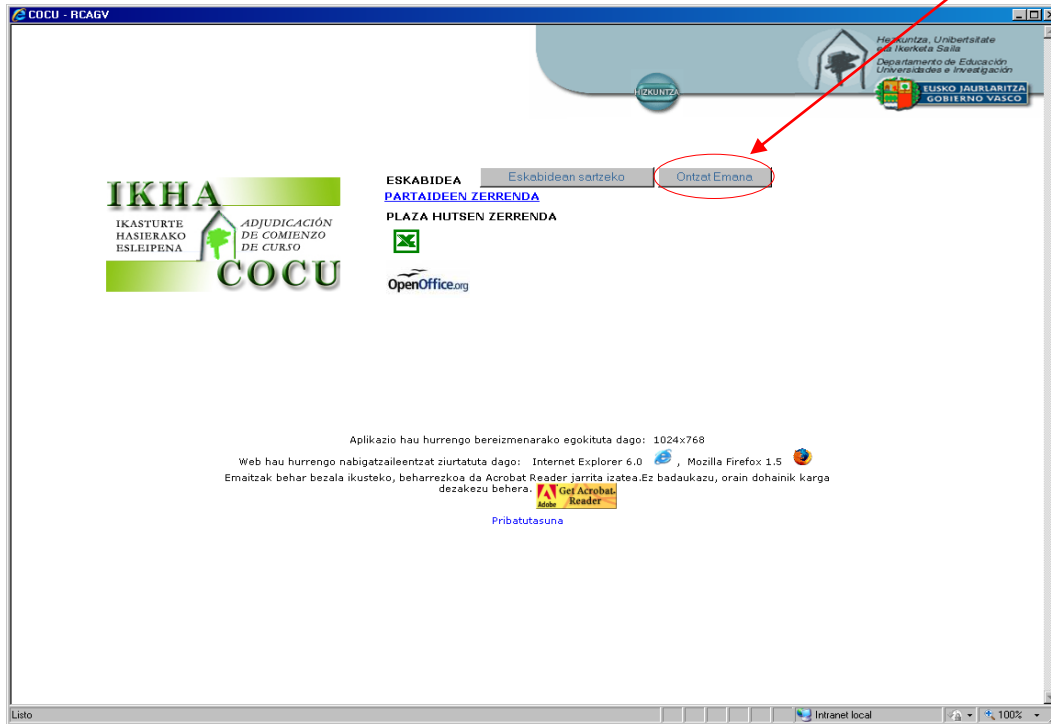 COCU - RCAGV
Hezkuntza, Unibertsitate
eta Ikerketa Saila
Departamento de Educación
Universidades e Investigación
HIZKUNTZA
EUSKO JAURLARITZA
GOBIERNO VASCO
ESKABIDEA Eskabidean sartzeko Ontzat Emana
PARTAIDEEN ZERRENDA
PLAZA HUTSEN ZERRENDA
IKHA
IKASTURTE HASIERAKO ESLEIPENA
ADJUDICACIÓN DE COMIENZO DE CURSO
COCU
OpenOffice.org
Aplikazio hau hurrengo bereizmenarako egokituta dago: 1024x768
Web hau hurrengo nabigatzaileentzat ziurtatuta dago: Internet Explorer 6.0 , Mozilla Firefox 1.5
Emaitzak behar bezala ikusteko, beharrezkoa da Acrobat Reader jarrita izatea.Ez badaukazu, orain dohainik karga
dezakezu behera.
Get Acrobat
Reader
Adobe
Pribatutasuna
Listo Intranet local 100%